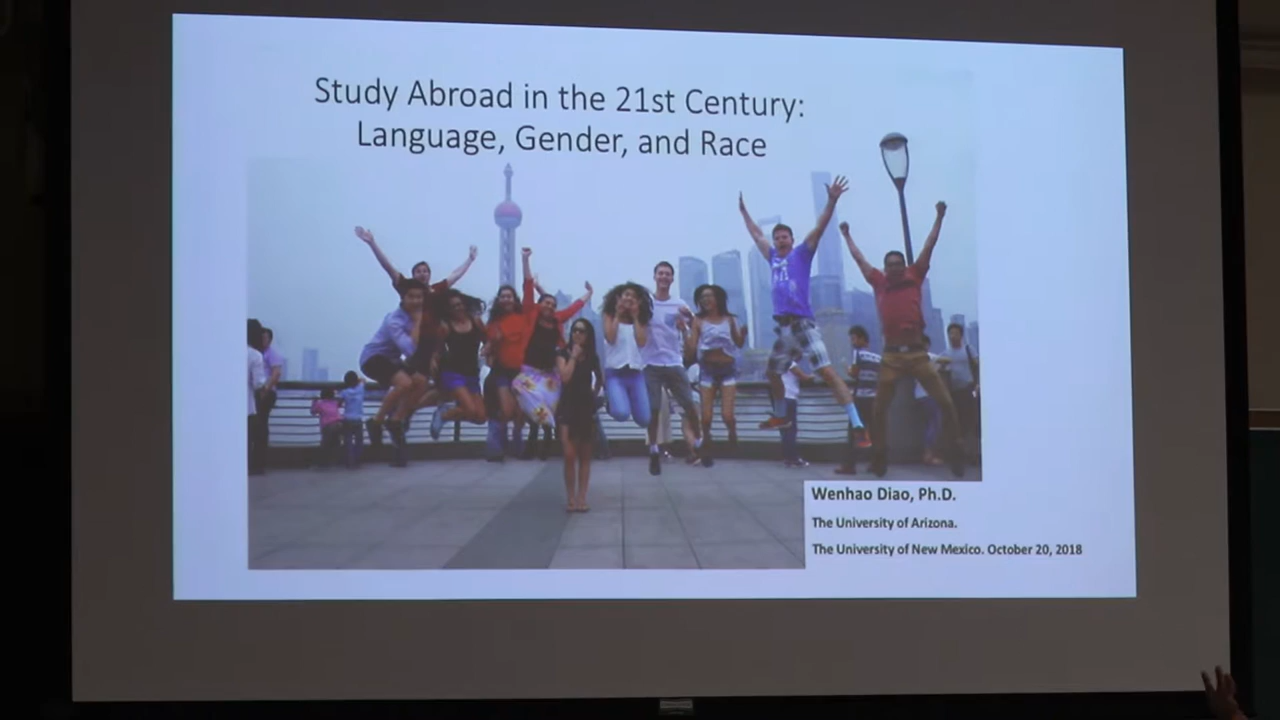 Study Abroad in the 21st Century:
Language, Gender, and Race
Wenhao Diao, Ph.D.
The University of Arizona.
The University of New Mexico. October 20, 2018